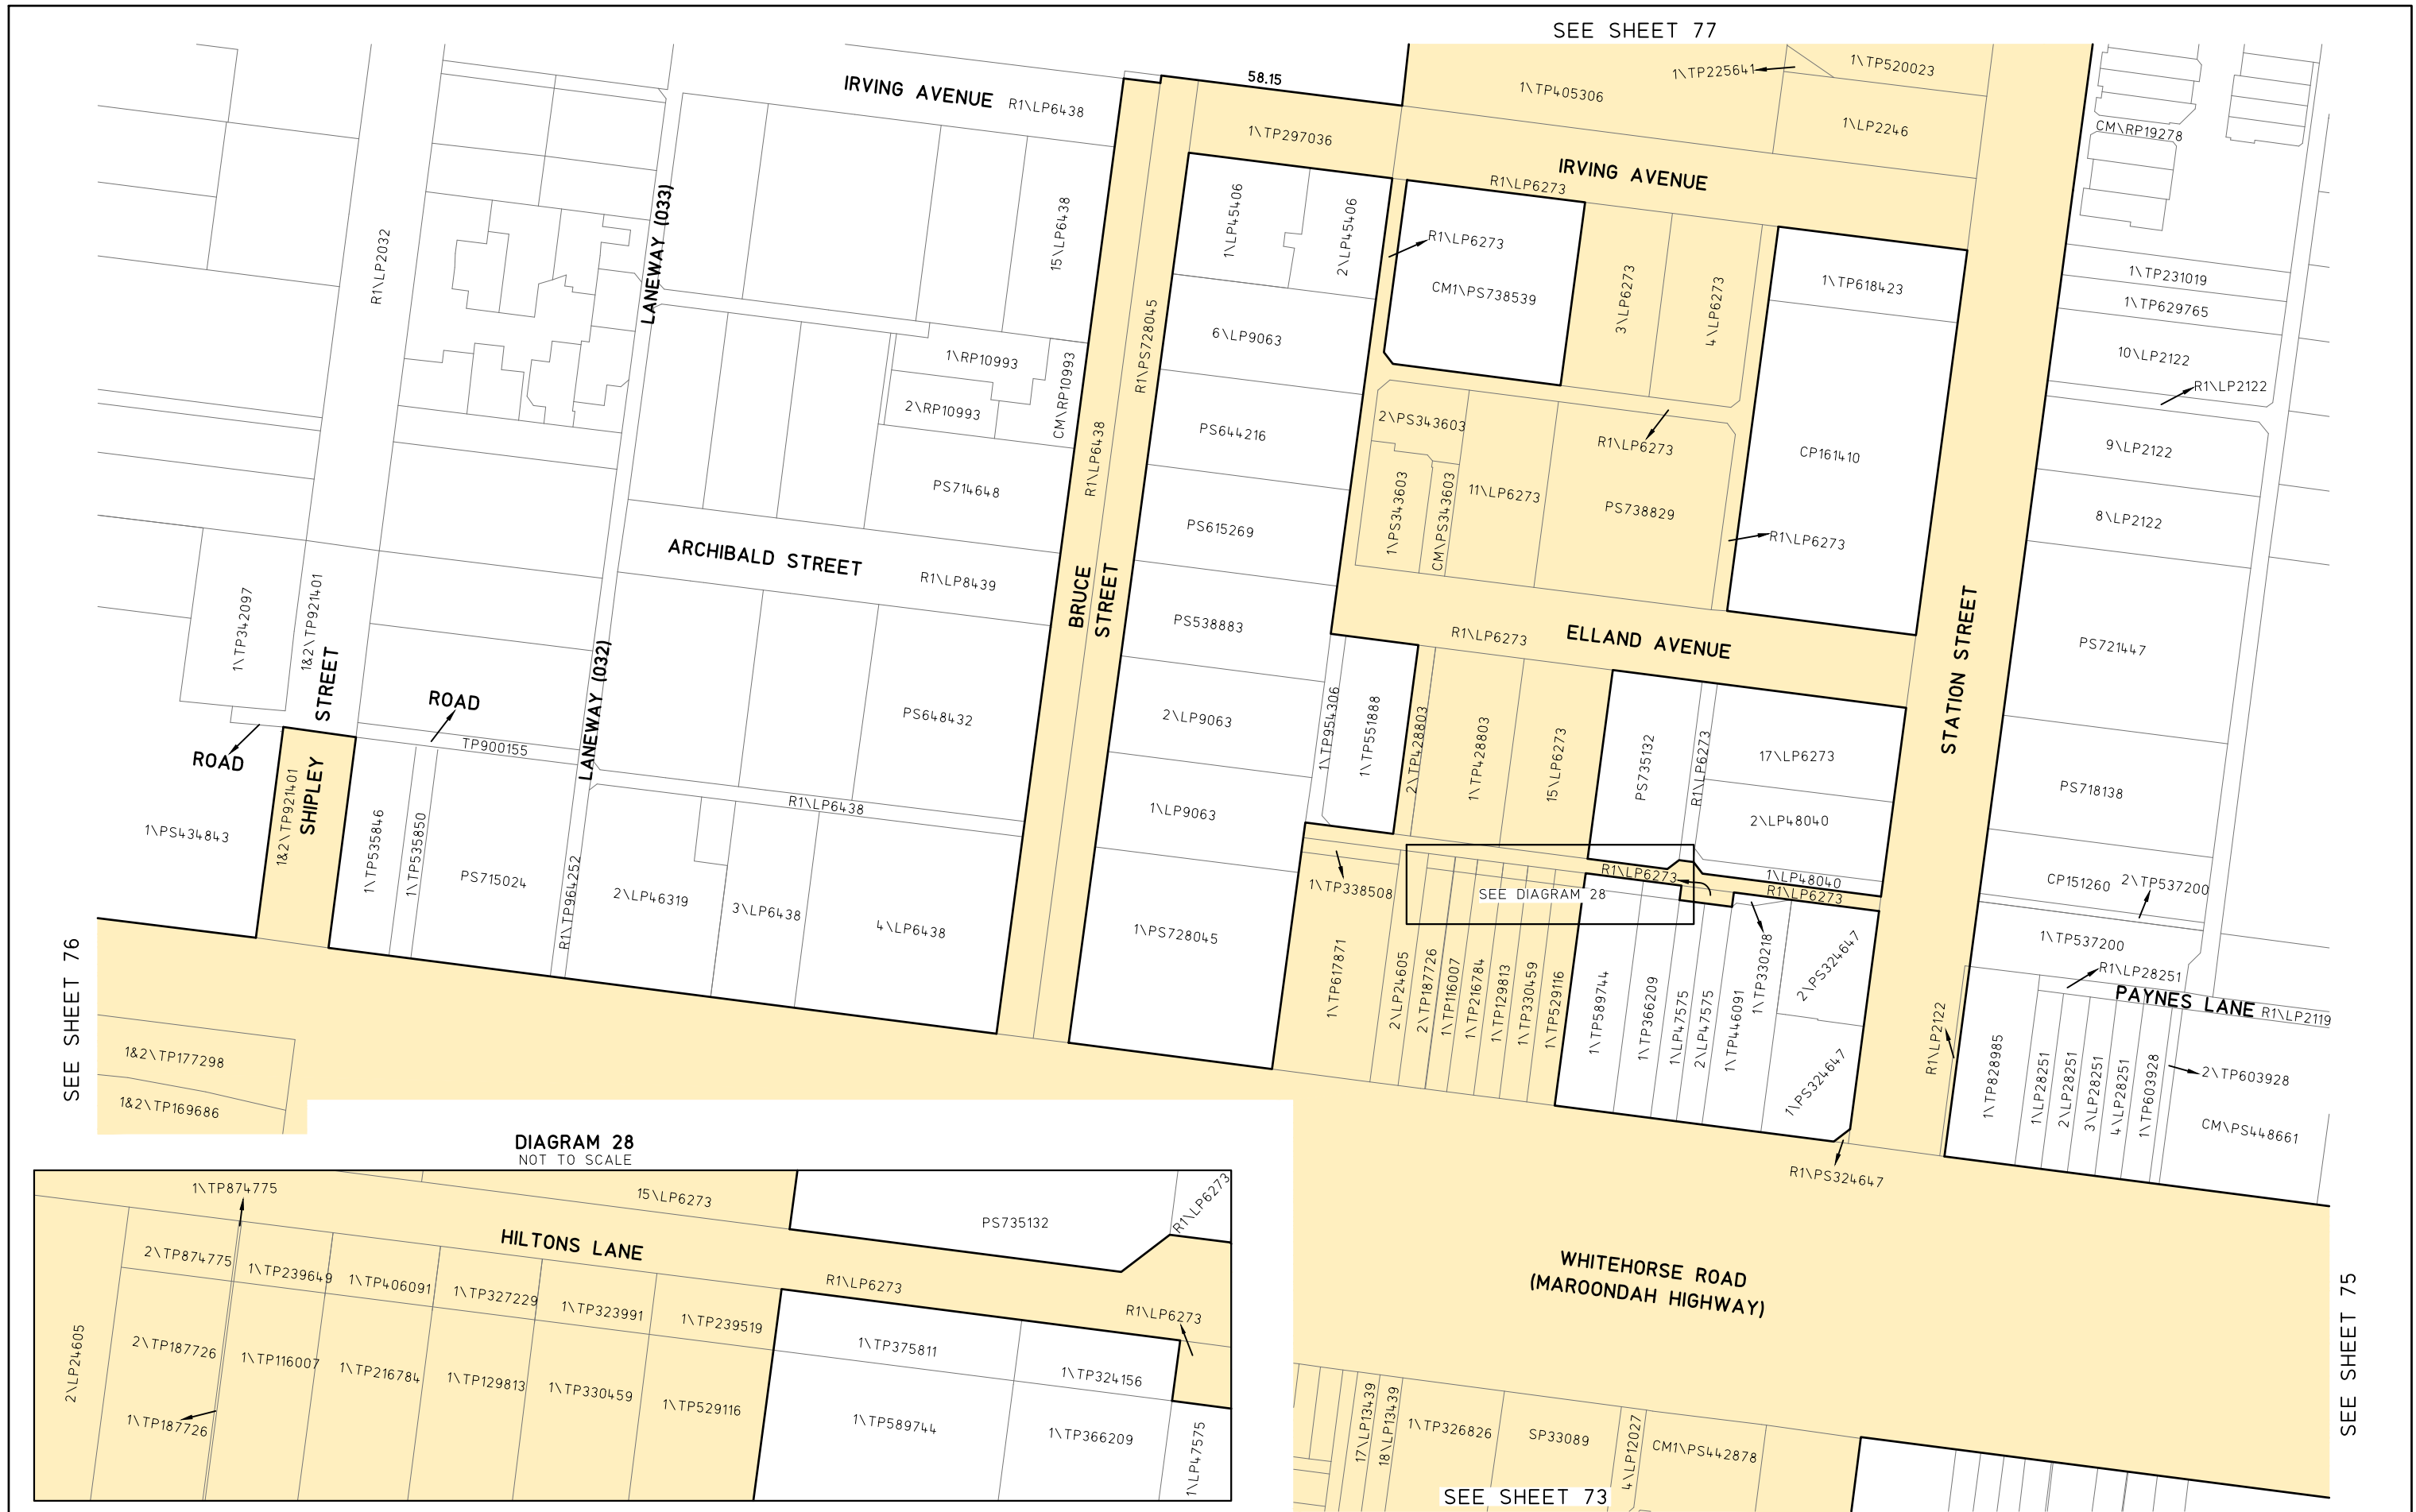 SEE SHEET 77
58.15
IRVING AVENUE R1\LP6438
1\TP225641
1\TP520023
1\TP405306
1\LP2246
1\TP297036
CM\RP19278
IRVING AVENUE
R1\LP6273
R1\LP2032
LANEWAY (033)
15\LP6438
1\LP45406
2\LP45406
R1\LP6273
CM1\PS738539
3\LP6273
4\LP6273
1\TP618423
1\TP231019
1\TP629765
10\LP2122
R1\LP2122
R1\PS728045
6\LP9063
1\RP10993
2\RP10993
CM\RP10993
R1\LP6438
PS644216
2\PS343603
R1\LP6273
CP161410
9\LP2122
PS714648
1\PS343603
CM\PS343603
11\LP6273
PS738829
8\LP2122
PS615269
R1\LP6273
ARCHIBALD STREET
R1\LP8439
BRUCE
STREET
1\TP342097
1&2\TP921401
STREET
PS538883
R1\LP6273
ELLAND AVENUE
STATION STREET
PS721447
ROAD
LANEWAY (032)
PS648432
2\LP9063
1\TP954306
1\TP551888
2\TP428803
1\TP428803
15\LP6273
PS735132
R1\LP6273
17\LP6273
TP900155
ROAD
1&2\TP921401
SHIPLEY
1\PS434843
1\TP535846
1\TP535850
R1\LP6438
1\LP9063
2\LP48040
PS718138
PS715024
R1\TP964252
2\LP46319
3\LP6438
4\LP6438
1\TP338508
SEE DIAGRAM 28
R1\LP6273
1\LP48040
R1\LP6273
CP151260
2\TP537200
1\PS728045
1\TP617871
2\LP24605
2\TP187726
1\TP116007
1\TP216784
1\TP129813
1\TP330459
1\TP529116
1\TP589744
1\TP366209
1\LP47575
2\LP47575
1\TP446091
1\TP330218
2\PS324647
1\PS324647
1\TP537200
R1\LP28251
PAYNES LANE R1\LP2119
R1\LP2122
1\TP828985
1\LP28251
2\LP28251
3\LP28251
4\LP28251
1\TP603928
2\TP603928
CM\PS448661
R1\PS324647
SEE SHEET 76
1&2\TP177298
1&2\TP169686
DIAGRAM 28
NOT TO SCALE
1\TP874775
15\LP6273
PS735132
R1\LP6273
HILTONS LANE
2\TP874775
1\TP239649
1\TP406091
1\TP327229
1\TP323991
1\TP239519
R1\LP6273
R1\LP6273
2\LP24605
2\TP187726
1\TP116007
1\TP216784
1\TP129813
1\TP330459
1\TP529116
1\TP375811
1\TP324156
1\TP187726
1\TP589744
1\TP366209
1\LP47575
WHITEHORSE ROAD
(MAROONDAH HIGHWAY)
SEE SHEET 75
17\LP13439
18\LP13439
1\TP326826
SP33089
4\LP12027
CM1\PS442878
SEE SHEET 73